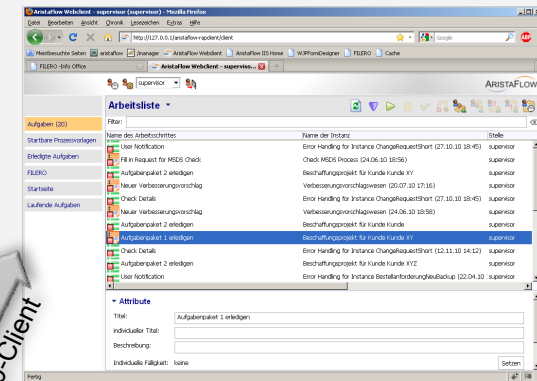 AristaFlow Webclient - supervisor (supervisor) - Mozilla Firefox
Datei Bearbeiten Ansicht Chronik Lesezeichen Extras Hilfe
http://127.0.0.1/aristaflow-rapclient/client
Google
ABP
Meistbesuchte Seiten aristaflow Manager AristaFlow Webclient AristaFlow IIS Home WJPFormDesigner FILERO Cache
FILERO -Info Office
AristaFlow Webclient - superviso...
supervisor
ARISTAFLOW
Arbeitsliste
Aufgaben (20)
Filter:
Name des Arbeitsschrittes Name der Instanz Stelle
User Notification Error Handling for Instance ChangeRequestShort (27.10.10 18:45) supervisor
Startbare Prozessvorlagen
Fill in Request for MSDS Check Check MSDS Process (24.06.10 18:56) supervisor
Aufgabenpaket 2 erledigen Beschaffungsprojekt für Kunde Kunde XY supervisor
Erledigte Aufgaben
Neuer Verbesserungsvorschlag Verbesserungsvorschlagswesen (20.07.10 17:16) supervisor
FILERO
Check Details Error Handling for Instance ChangeRequestShort (27.10.10 18:45) supervisor
Startseite
Neuer Verbesserungsvorschlag Verbesserungsvorschlagswesen (24.06.10 18:58) supervisor
Laufende Aufgaben
Aufgabenpaket 2 erledigen Beschaffungsprojekt für Kunde Kunde supervisor
Aufgabenpaket 1 erledigen Beschaffungsprojekt für Kunde Kunde XY supervisor
Check Details Error Handling for Instance ChangeRequestShort (12.11.10 14:12) supervisor
Aufgabenpaket 2 erledigen Beschaffungsprojekt für Kunde Kunde XYZ supervisor
User Notification Error Handling for Instance BestellanforderungNeuBackup (22.04.10 supervisor
Attribute
Titel: Aufgabenpaket 1 erledigen
individueller Titel:
Beschreibung:
Individuelle Fälligkeit: keine Setzen
Fertig
-Client